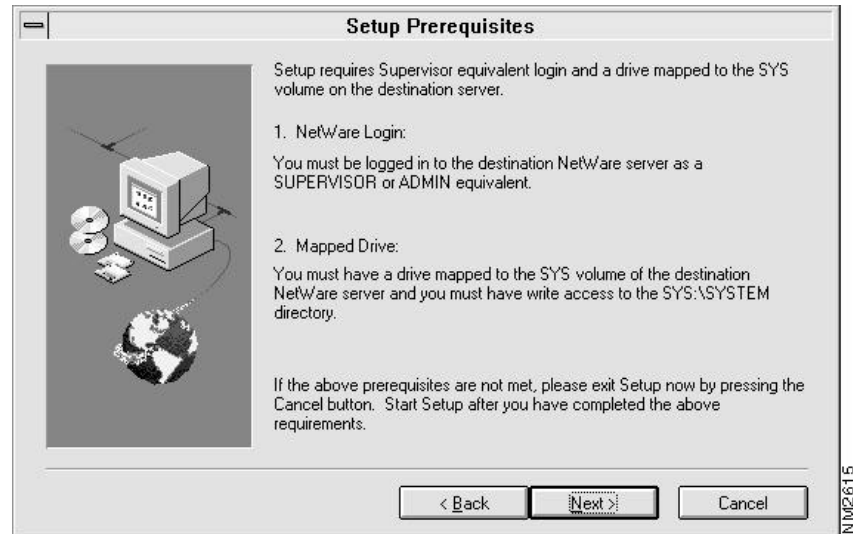 Setup Prerequisites
Setup requires Supervisor equivalent login and a drive mapped to the SYS
volume on the destination server.
1. NetWare Login:
You must be logged in to the destination NetWare server as a
SUPERVISOR or ADMIN equivalent.
2. Mapped Drive:
You must have a drive mapped to the SYS volume of the destination
NetWare server and you must have write access to the SYS:\SYSTEM
directory.
If the above prerequisites are not met, please exit Setup now by pressing the
Cancel button. Start Setup after you have completed the above
requirements.
< Back Next > Cancel
NM2615